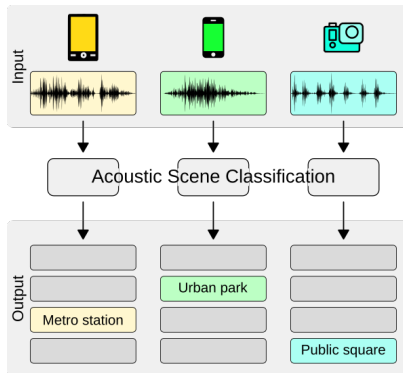 Input
Acoustic Scene Classification
Output
Urban park
Metro station
Public square